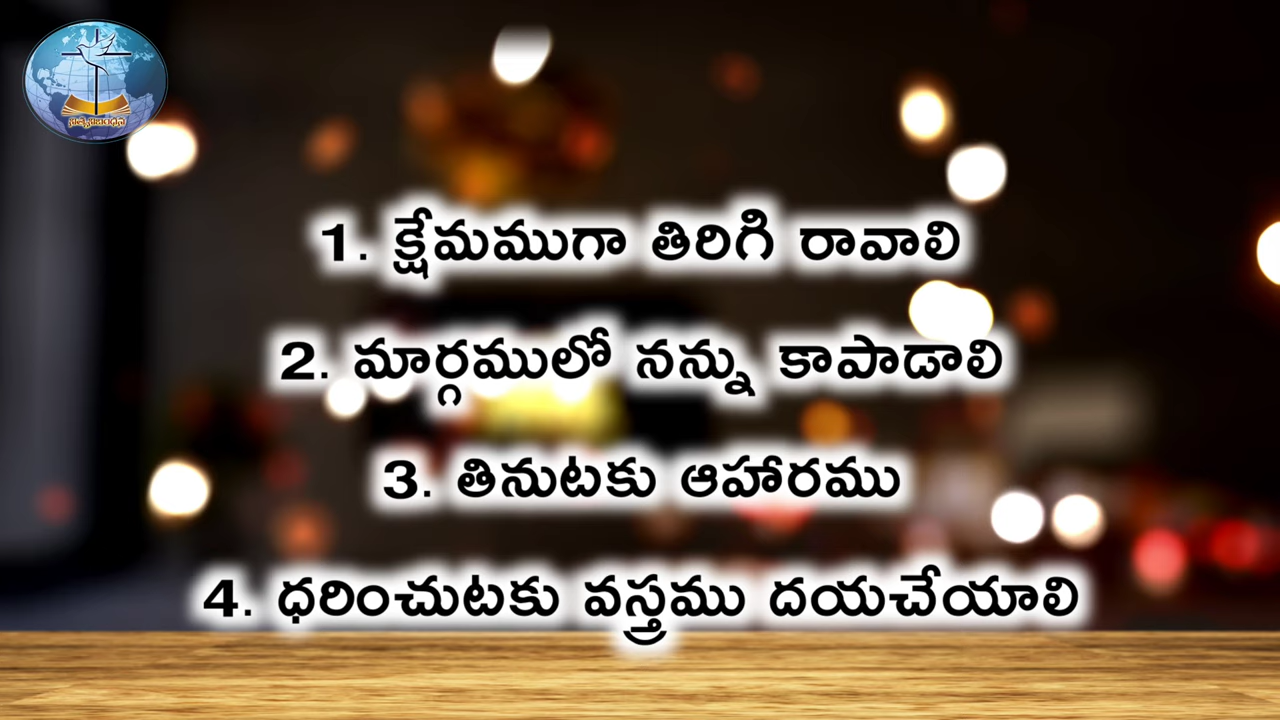 1. క్షేమముగా తిరిగి రావాలి
2. మార్గములో నన్ను కాపాడాలి
3. తినుటకు ఆహారము
4. ధరించుటకు వస్త్రము దయచేయాలి